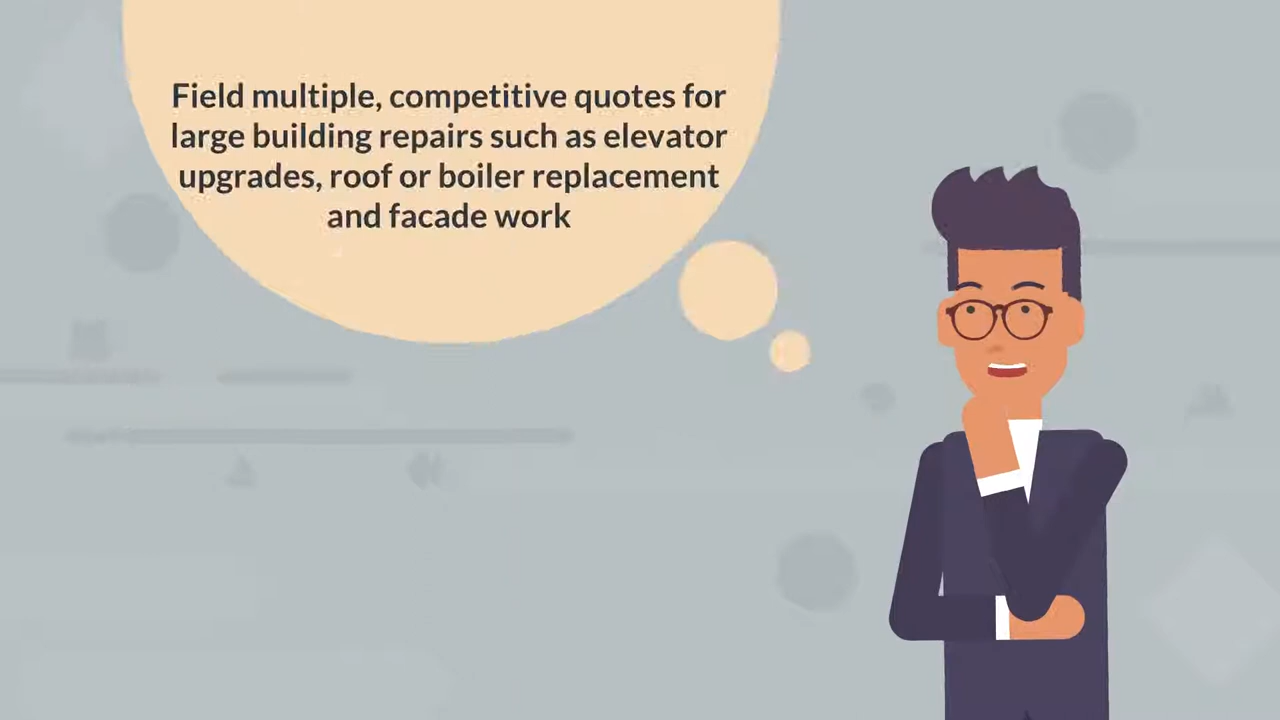 Field multiple, competitive quotes for
large building repairs such as elevator
upgrades, roof or boiler replacement
and facade work